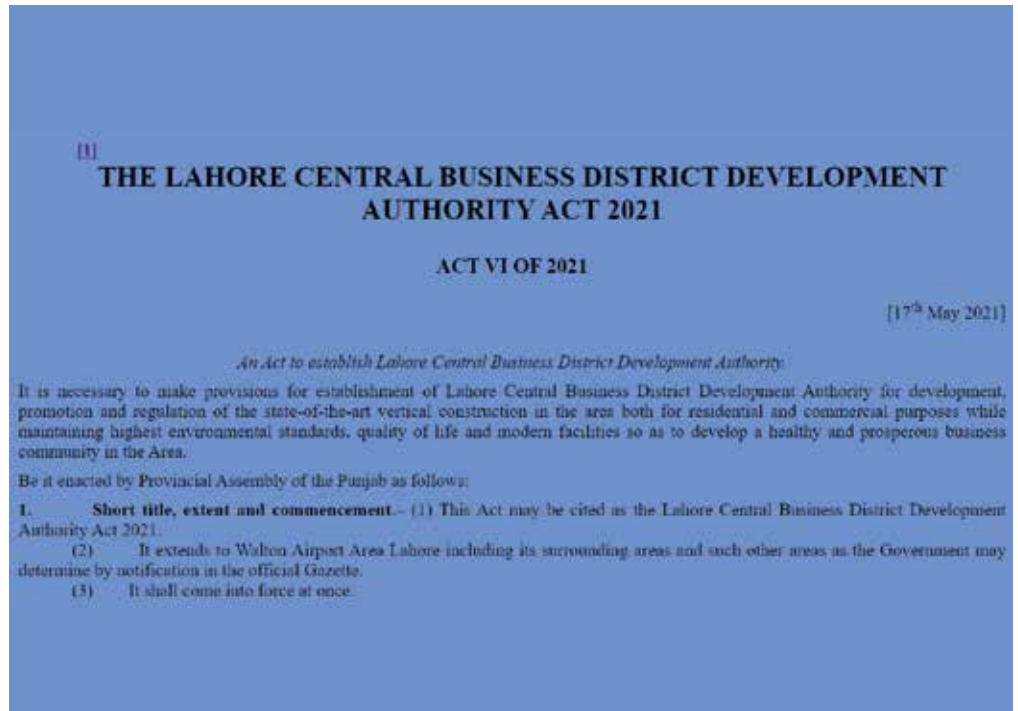 [1]
THE LAHORE CENTRAL BUSINESS DISTRICT DEVELOPMENT
AUTHORITY ACT 2021
ACT VI OF 2021
[17th May 2021]
An Act to establish Lahore Central Business District Development Authority.
It is necessary to make provisions for establishment of Lahore Central Business District Development Authority for development,
promotion and regulation of the state-of-the-art vertical construction in the area both for residential and commercial purposes while
maintaining highest environmental standards, quality of life and modern facilities so as to develop a healthy and prosperous business
community in the Area.
Be it enacted by Provincial Assembly of the Punjab as follows:
1. Short title, extent and commencement.– (1) This Act may be cited as the Lahore Central Business District Development
Authority Act 2021.
(2) It extends to Walton Airport Area Lahore including its surrounding areas and such other areas as the Government may
determine by notification in the official Gazette.
(3) It shall come into force at once.